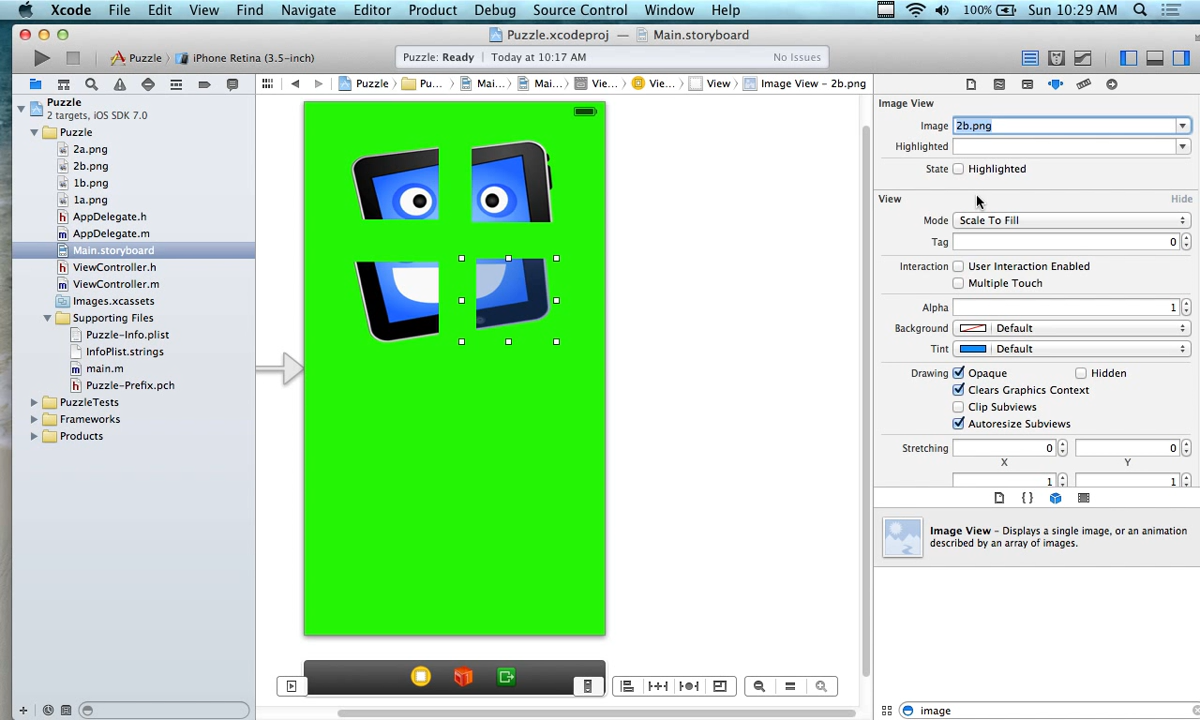 Xcode File Edit View Find Navigate Editor Product Debug Source Control Window Help 100% Sun 10:29 AM
Puzzle.xcodeproj — Main.storyboard
Puzzle iPhone Retina (3.5-inch) Puzzle: Ready Today at 10:17 AM No Issues
Puzzle Pu... Mai... Mai... Vie... Vie... View Image View - 2b.png
Puzzle
2 targets, iOS SDK 7.0
Puzzle
2a.png
2b.png
1b.png
1a.png
AppDelegate.h
AppDelegate.m
Main.storyboard
ViewController.h
ViewController.m
Images.xcassets
Supporting Files
Puzzle-Info.plist
InfoPlist.strings
main.m
Puzzle-Prefix.pch
PuzzleTests
Frameworks
Products
Image View
Image 2b.png
Highlighted
State Highlighted
View Hide
Mode Scale To Fill
Tag 0
Interaction User Interaction Enabled
Multiple Touch
Alpha 1
Background Default
Tint Default
Drawing Opaque Hidden
Clears Graphics Context
Clip Subviews
Autoresize Subviews
Stretching 0 0
X Y
1 1
Image View - Displays a single image, or an animation
described by an array of images.
image